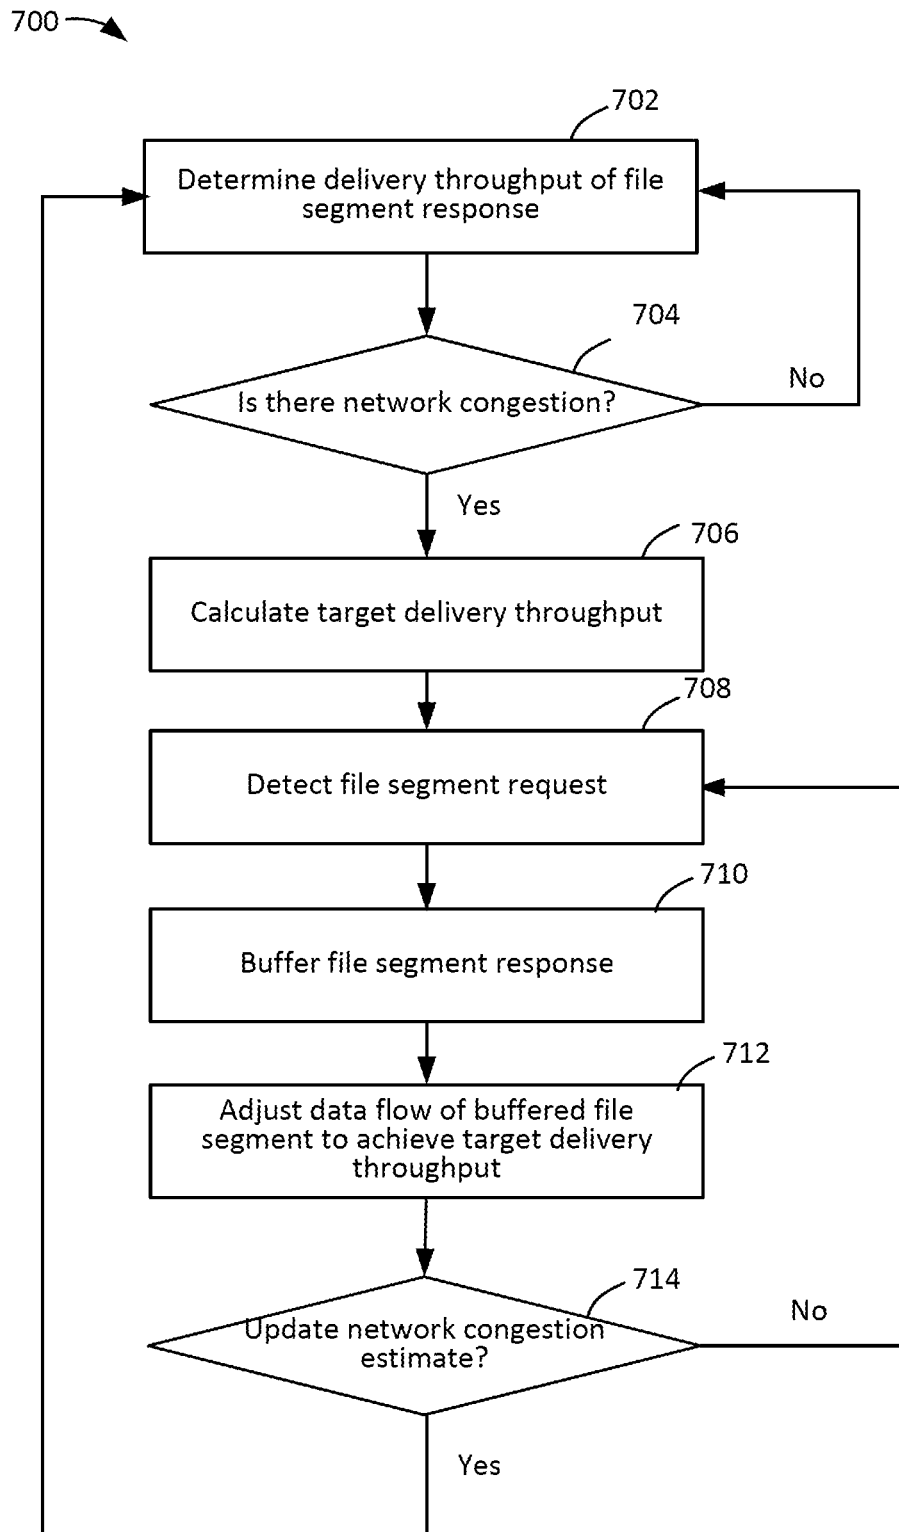 700
702
Determine delivery throughput of file
segment response
704
Is there network congestion?
No
Yes
706
Calculate target delivery throughput
708
Detect file segment request
710
Buffer file segment response
712
Adjust data flow of buffered file
segment to achieve target delivery
throughput
714
Update network congestion
estimate?
No
Yes